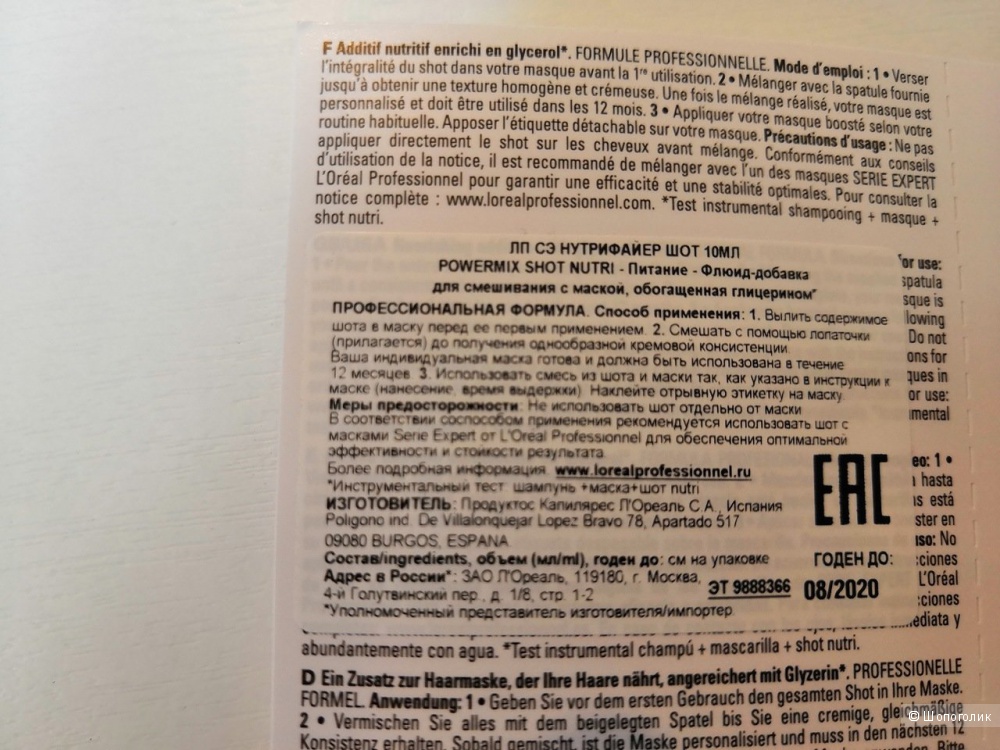 F Additif nutritif enrichi en glycerol*. FORMULE PROFESSIONNELLE. Mode d'emploi : 1 • Verser
l'intégralité du shot dans votre masque avant la 1re utilisation. 2 • Mélanger avec la spatule fournie
jusqu'à obtenir une texture homogène et crémeuse. Une fois le mélange réalisé, votre masque est
personnalisé et doit être utilisé dans les 12 mois. 3 • Appliquer votre masque boosté selon votre
routine habituelle. Apposer l'étiquette détachable sur votre masque. Précautions d'usage : Ne pas
appliquer directement le shot sur les cheveux avant mélange. Conformément aux conseils
d'utilisation de la notice, il est recommandé de mélanger avec l'un des masques SERIE EXPERT
L'Oréal Professionnel pour garantir une efficacité et une stabilité optimales. Pour consulter la
notice complète : www.lorealprofessionnel.com. *Test instrumental shampooing + masque +
shot nutri.
ЛП СЭ НУТРИФАЙЕР ШОТ 10МЛ
POWERMIX SHOT NUTRI - Питание - Флюид-добавка
для смешивания с маской, обогащенная глицерином*
ПРОФЕССИОНАЛЬНАЯ ФОРМУЛА. Способ применения: 1. Вылить содержимое
шота в маску перед ее первым применением. 2. Смешать с помощью лопаточки
(прилагается) до получения однообразной кремовой консистенции
Ваша индивидуальная маска готова и должна быть использована в течение
12 месяцев. 3. Использовать смесь из шота и маски так, как указано в инструкции к
маске (нанесение, время выдержки). Наклейте отрывную этикетку на маску.
Меры предосторожности: Не использовать шот отдельно от маски
В соответствии сосспособом применения рекомендуется использовать шот с
масками Serie Expert от L'Oreal Professionnel для обеспечения оптимальной
эффективности и стойкости результата
Более подробная информация www.lorealprofessionnel.ru
*Инструментальный тест шампунь +маска+шот nutri
ИЗГОТОВИТЕЛЬ: Продуктос Капилярес Л'Ореаль С.А., Испания
Poligono ind. De Villalonquejar Lopez Bravo 78, Apartado 517
09080 BURGOS, ESPANA
Состав/ingredients, объем (мл/ml), годен до: см на упаковке
Адрес в России*: ЗАО Л'Ореаль, 119180, г. Москва,
4-й Голутвинский пер., д. 1/8, стр. 1-2
*Уполномоченный представитель изготовителя/импортер
EAC
ГОДЕН ДО:
ЭТ 9888366 08/2020
or use:
spatula
sque is
lowing
Do not
ons for
ques in
or use:
mental
eo: 1 •
hasta
is está
ster en
uso: No
ciones
L'Oréal
ciones
ediata y
abundantemente con agua. *Test instrumental champú + mascarilla + shot nutri.
D Ein Zusatz zur Haarmaske, der Ihre Haare nährt, angereichert mit Glyzerin*. PROFESSIONELLE
FORMEL. Anwendung: 1 • Geben Sie vor dem ersten Gebrauch den gesamten Shot in Ihre Maske.
2 • Vermischen Sie alles mit dem beigelegten Spatel bis Sie eine cremige, gleichmäßige
Konsistenz erhalten. Sobald gemischt, ist die Maske personalisiert und muss in den nächsten 12
© Шопоголик